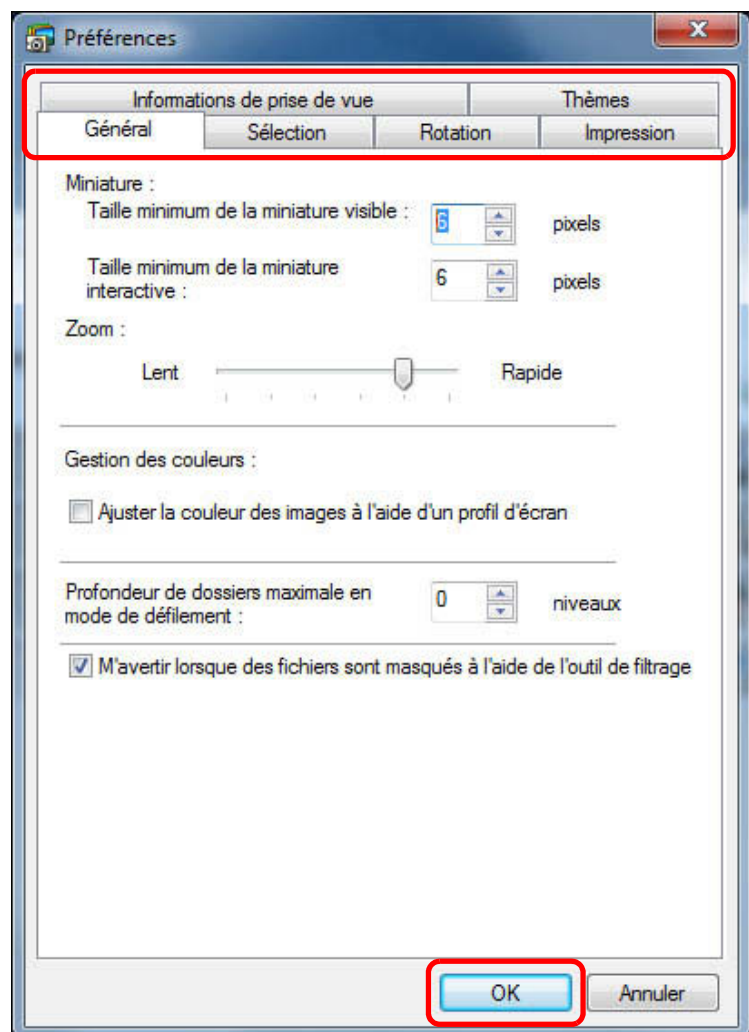 Préférences
Informations de prise de vue Thèmes
Général Sélection Rotation Impression
Miniature :
Taille minimum de la miniature visible : 6 pixels
Taille minimum de la miniature
interactive : 6 pixels
Zoom :
Lent Rapide
Gestion des couleurs :
Ajuster la couleur des images à l'aide d'un profil d'écran
Profondeur de dossiers maximale en
mode de défilement : 0 niveaux
M'avertir lorsque des fichiers sont masqués à l'aide de l'outil de filtrage
OK Annuler